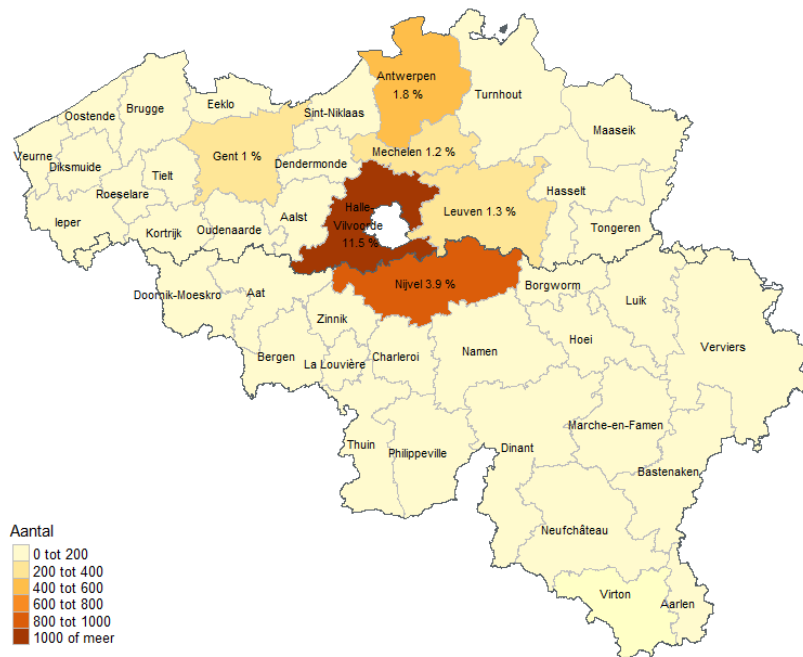 Antwerpen
1.8 %
Turnhout
Eeklo
Brugge
Sint-Niklaas
Oostende
Maaseik
Veurne
Diksmuide
Gent 1 %
Mechelen 1.2 %
Dendermonde
Tielt
Roeselare
Hasselt
Halle-
Vilvoorde
11.5 %
Leuven 1.3 %
Aalst
Ieper
Kortrijk
Oudenaarde
Tongeren
Doornik-Moeskro
Aat
Nijvel 3.9 %
Borgworm
Luik
Zinnik
Hoei
Verviers
Bergen
La Louvière
Charleroi
Namen
Thuin
Philippeville
Dinant
Marche-en-Famen
Bastenaken
Neufchâteau
Virton
Aarlen
Aantal
0 tot 200
200 tot 400
400 tot 600
600 tot 800
800 tot 1000
1000 of meer